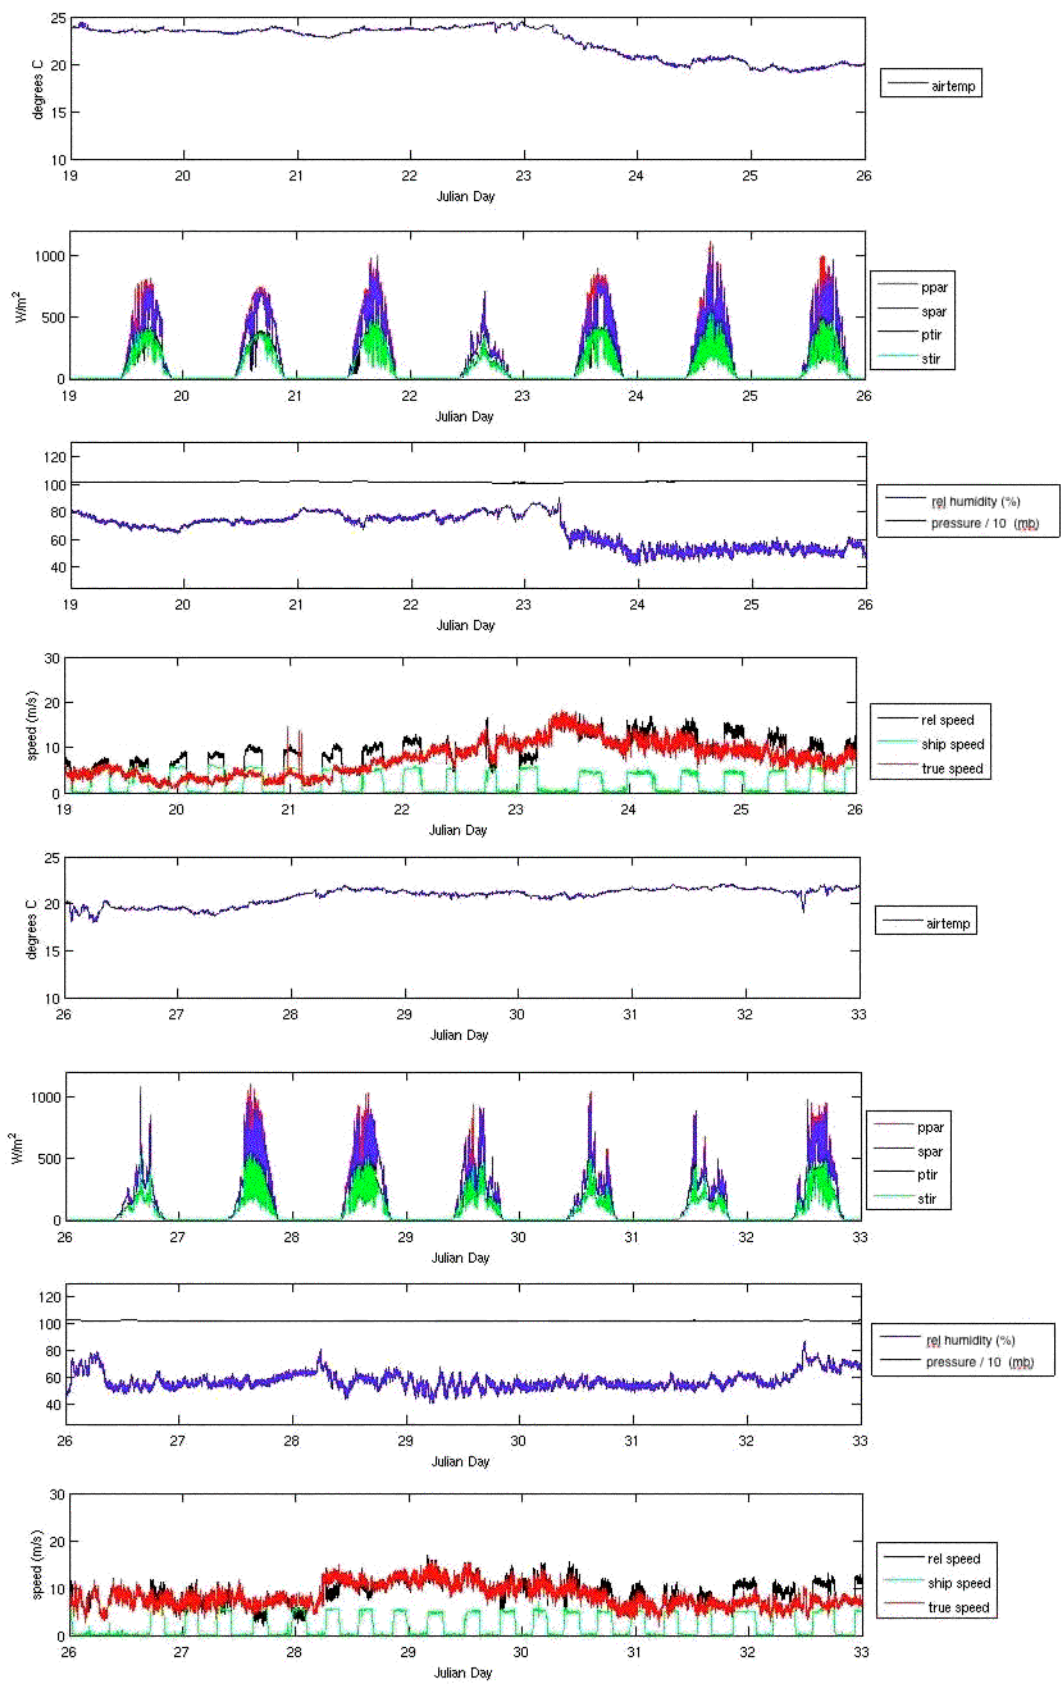 25
20
15
10
degrees C
19 20 21 22 23 24 25 26
Julian Day
airtemp
1000
500
0
W/m²
19 20 21 22 23 24 25 26
Julian Day
ppar
spar
ptir
stir
120
100
80
60
40
19 20 21 22 23 24 25 26
Julian Day
rel humidity (%)
pressure / 10 (mb)
30
20
10
0
speed (m/s)
19 20 21 22 23 24 25 26
Julian Day
rel speed
ship speed
true speed
25
20
15
10
degrees C
26 27 28 29 30 31 32 33
Julian Day
airtemp
1000
500
0
W/m²
26 27 28 29 30 31 32 33
Julian Day
ppar
spar
ptir
stir
120
100
80
60
40
26 27 28 29 30 31 32 33
Julian Day
rel humidity (%)
pressure / 10 (mb)
30
20
10
0
speed (m/s)
26 27 28 29 30 31 32 33
Julian Day
rel speed
ship speed
true speed